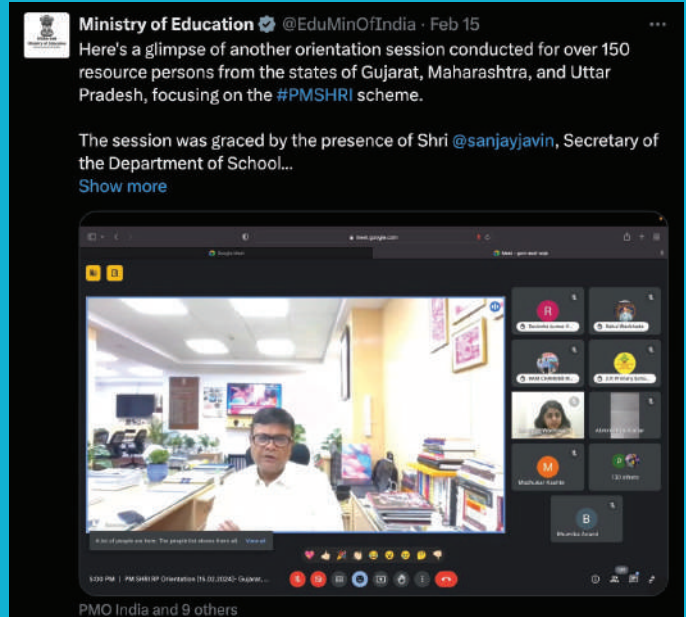 Ministry of Education @EduMinOfIndia · Feb 15
Here's a glimpse of another orientation session conducted for over 150
resource persons from the states of Gujarat, Maharashtra, and Uttar
Pradesh, focusing on the #PMSHRI scheme.
The session was graced by the presence of Shri @sanjayjavin, Secretary of
the Department of School...
Show more
meet.google.com
Google Meet
R
M
Madhukar
P
130 others
B
Bhumika Anand
A lot of people are here. The people list shows them all. View all
5:00 PM | PM SHRI RP Orientation (15.02.2024)- Gujarat,...
PMO India and 9 others